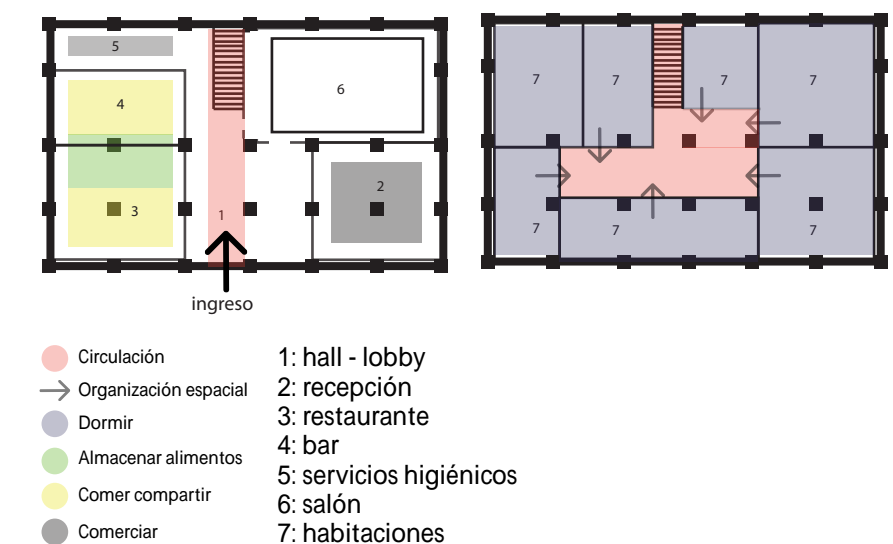 5
4
6
2
3
1
ingreso
7
7
7
7
7
7
7
Circulación
Organización espacial
Dormir
Almacenar alimentos
Comer compartir
Comerciar
1: hall - lobby
2: recepción
3: restaurante
4: bar
5: servicios higiénicos
6: salón
7: habitaciones